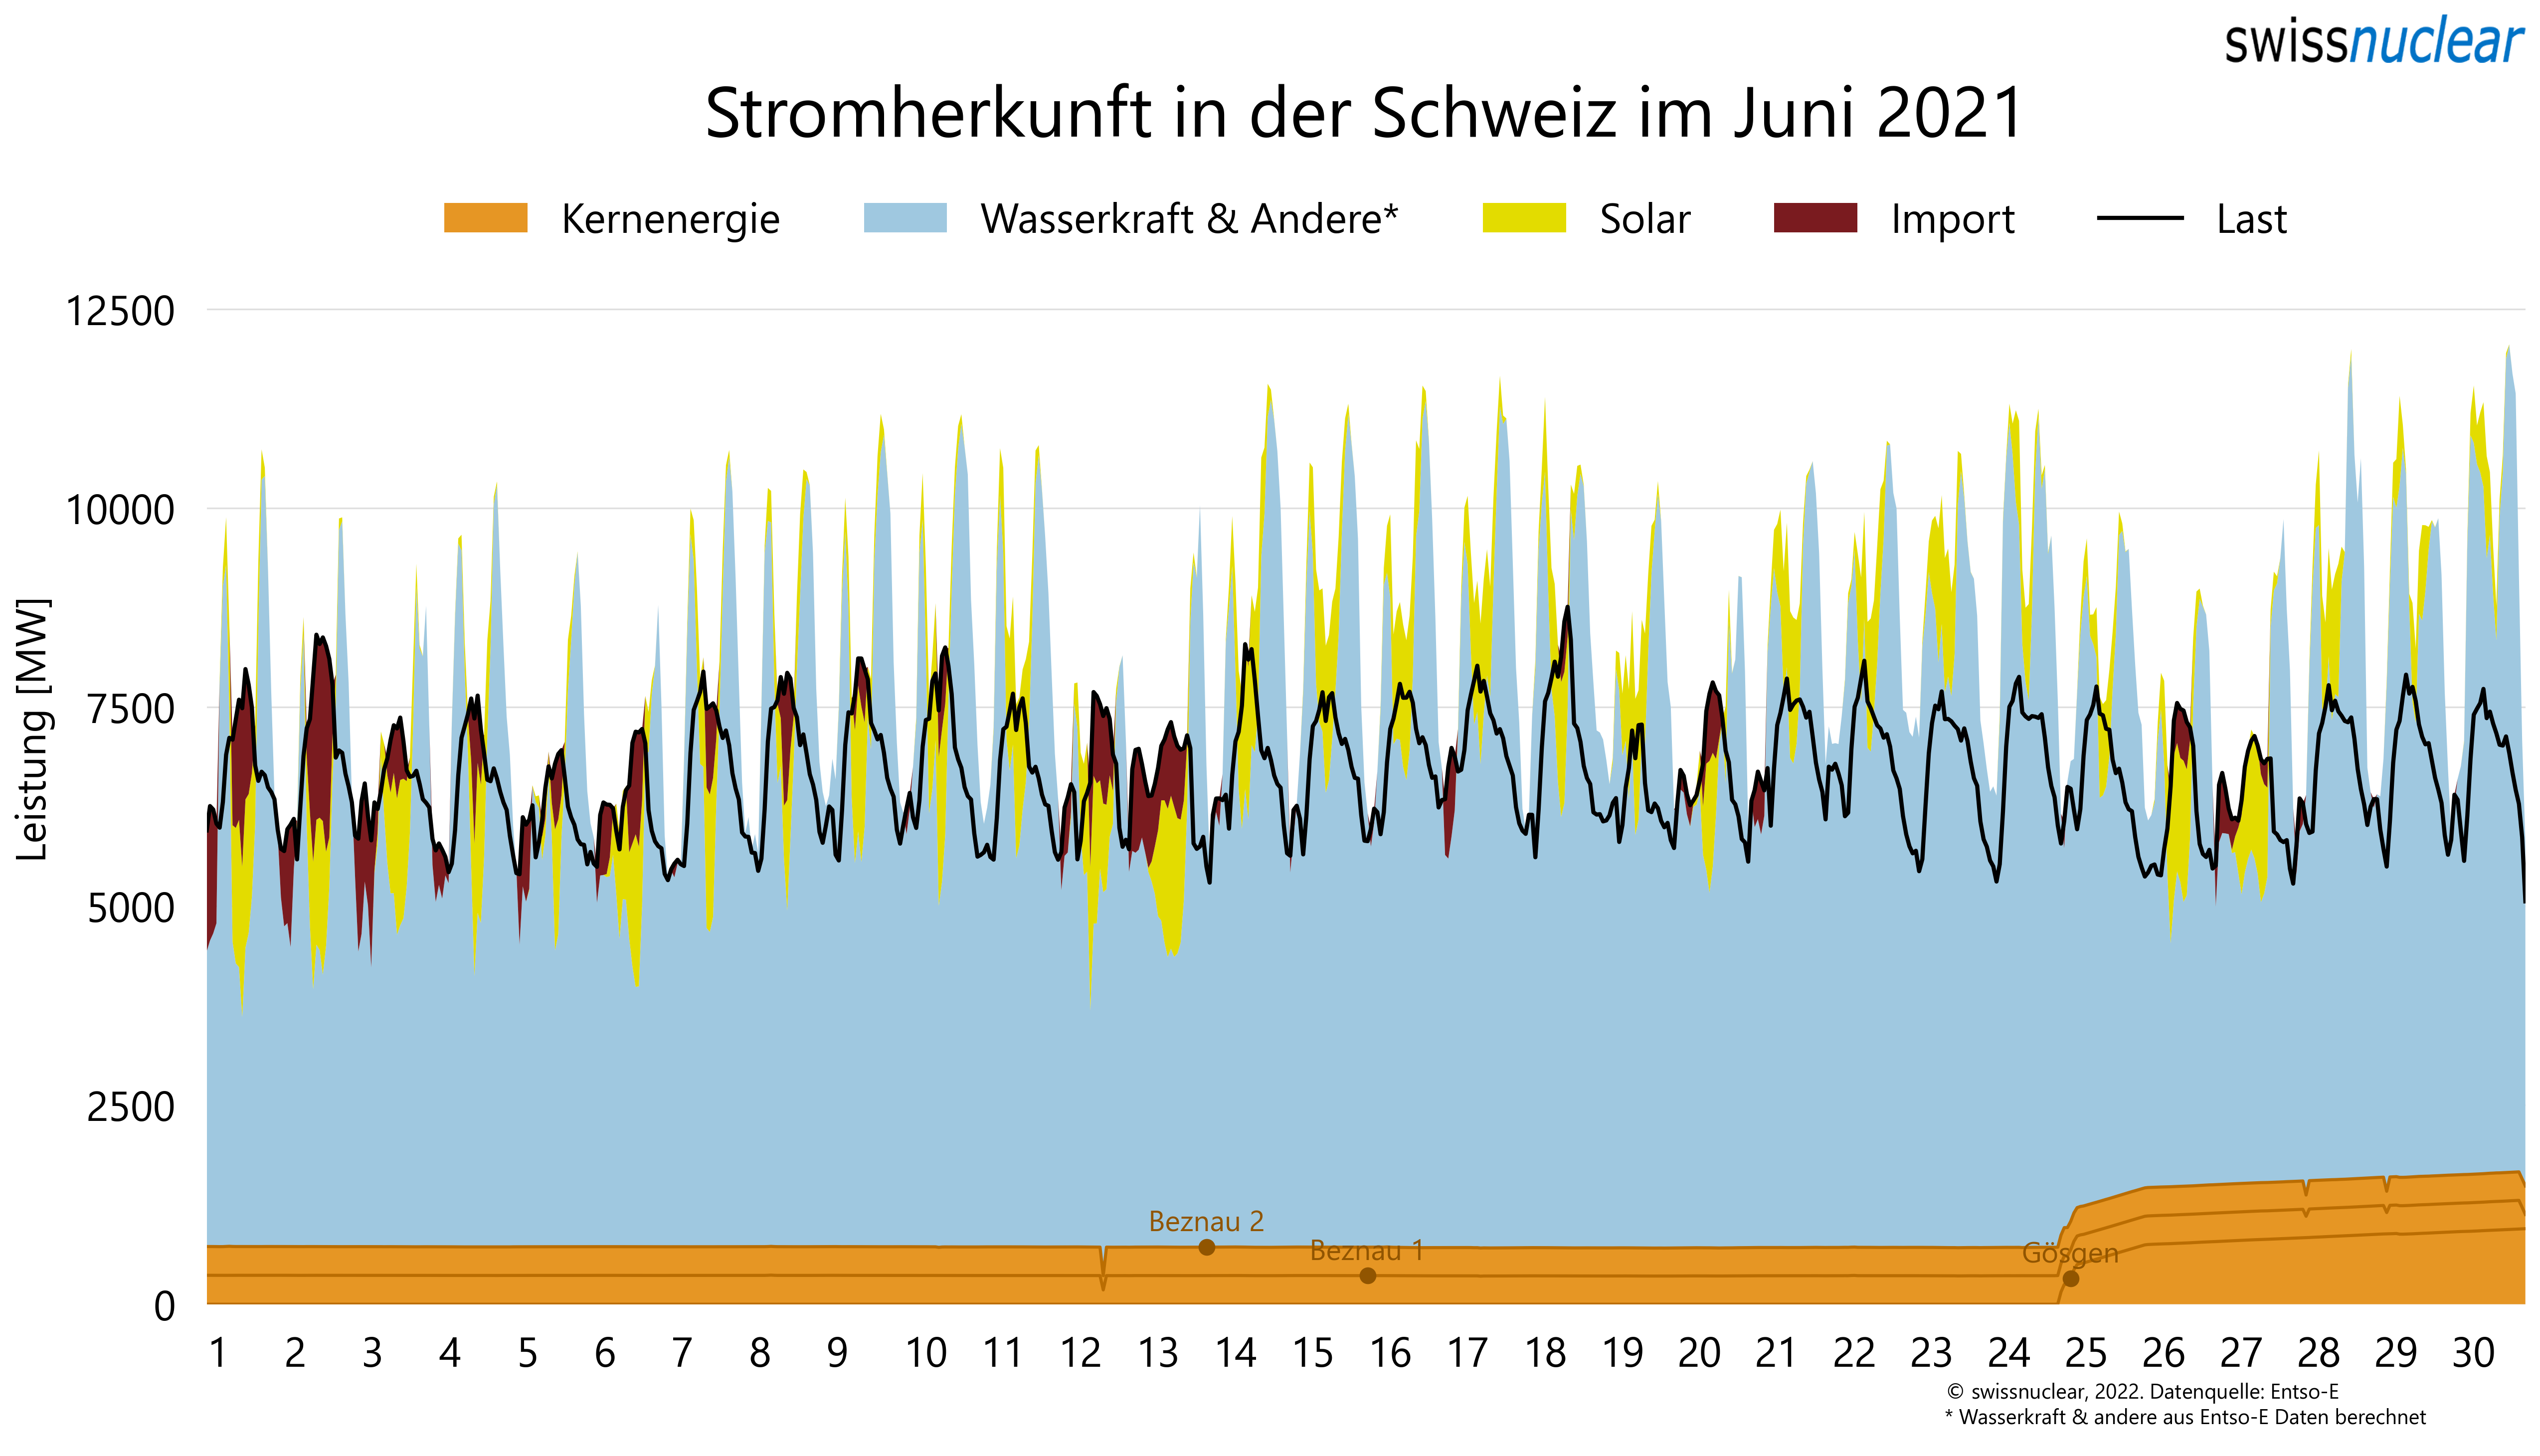 swissnuclear
Stromherkunft in der Schweiz im Juni 2021
Kernenergie Wasserkraft & Andere* Solar Import Last
Leistung [MW]
12500
10000
7500
5000
2500
0
Beznau 2
Beznau 1
Gösgen
1 2 3 4 5 6 7 8 9 10 11 12 13 14 15 16 17 18 19 20 21 22 23 24 25 26 27 28 29 30
© swissnuclear, 2022. Datenquelle: Entso-E
* Wasserkraft & andere aus Entso-E Daten berechnet